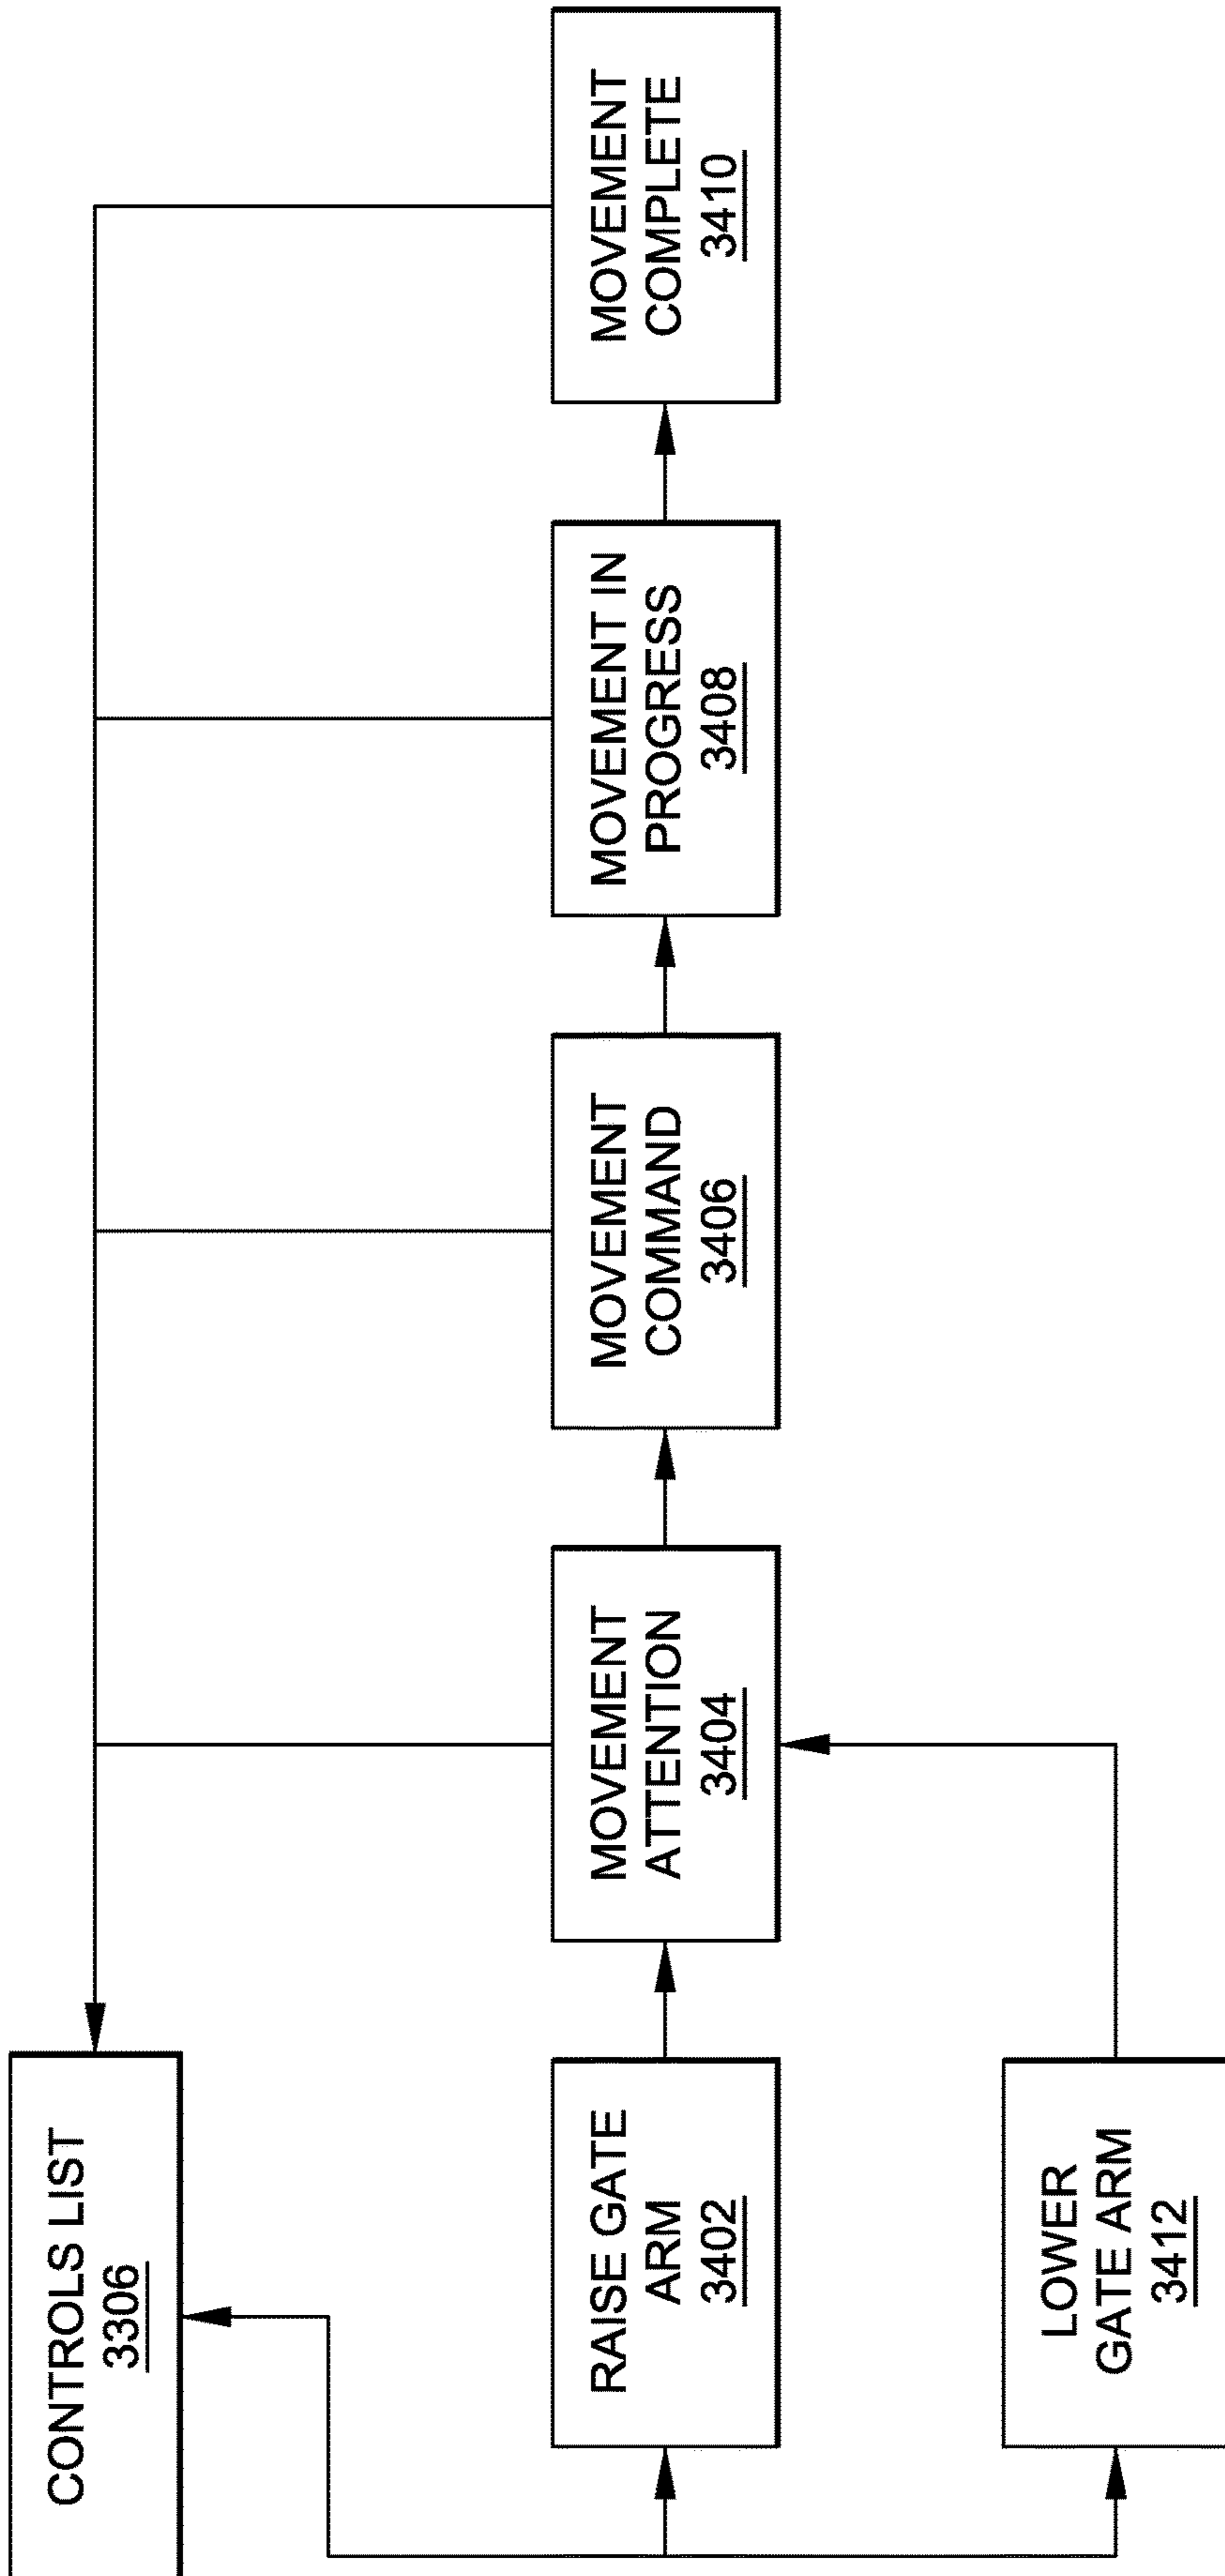 CONTROLS LIST
3306
RAISE GATE
ARM
3402
MOVEMENT
ATTENTION
3404
MOVEMENT
COMMAND
3406
MOVEMENT IN
PROGRESS
3408
MOVEMENT
COMPLETE
3410
LOWER
GATE ARM
3412